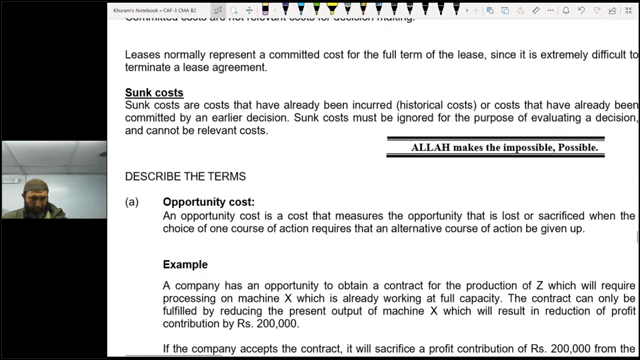 Khuram's Notebook » CAF-3 CMA B2
Committed costs are not relevant costs for decision making.
Leases normally represent a committed cost for the full term of the lease, since it is extremely difficult to
terminate a lease agreement.
Sunk costs
Sunk costs are costs that have already been incurred (historical costs) or costs that have already been
committed by an earlier decision. Sunk costs must be ignored for the purpose of evaluating a decision,
and cannot be relevant costs.
ALLAH makes the impossible, Possible.
DESCRIBE THE TERMS
(a) Opportunity cost:
An opportunity cost is a cost that measures the opportunity that is lost or sacrificed when the
choice of one course of action requires that an alternative course of action be given up.
Example
A company has an opportunity to obtain a contract for the production of Z which will require
processing on machine X which is already working at full capacity. The contract can only be
fulfilled by reducing the present output of machine X which will result in reduction of profit
contribution by Rs. 200,000.
If the company accepts the contract, it will sacrifice a profit contribution of Rs. 200,000 from the